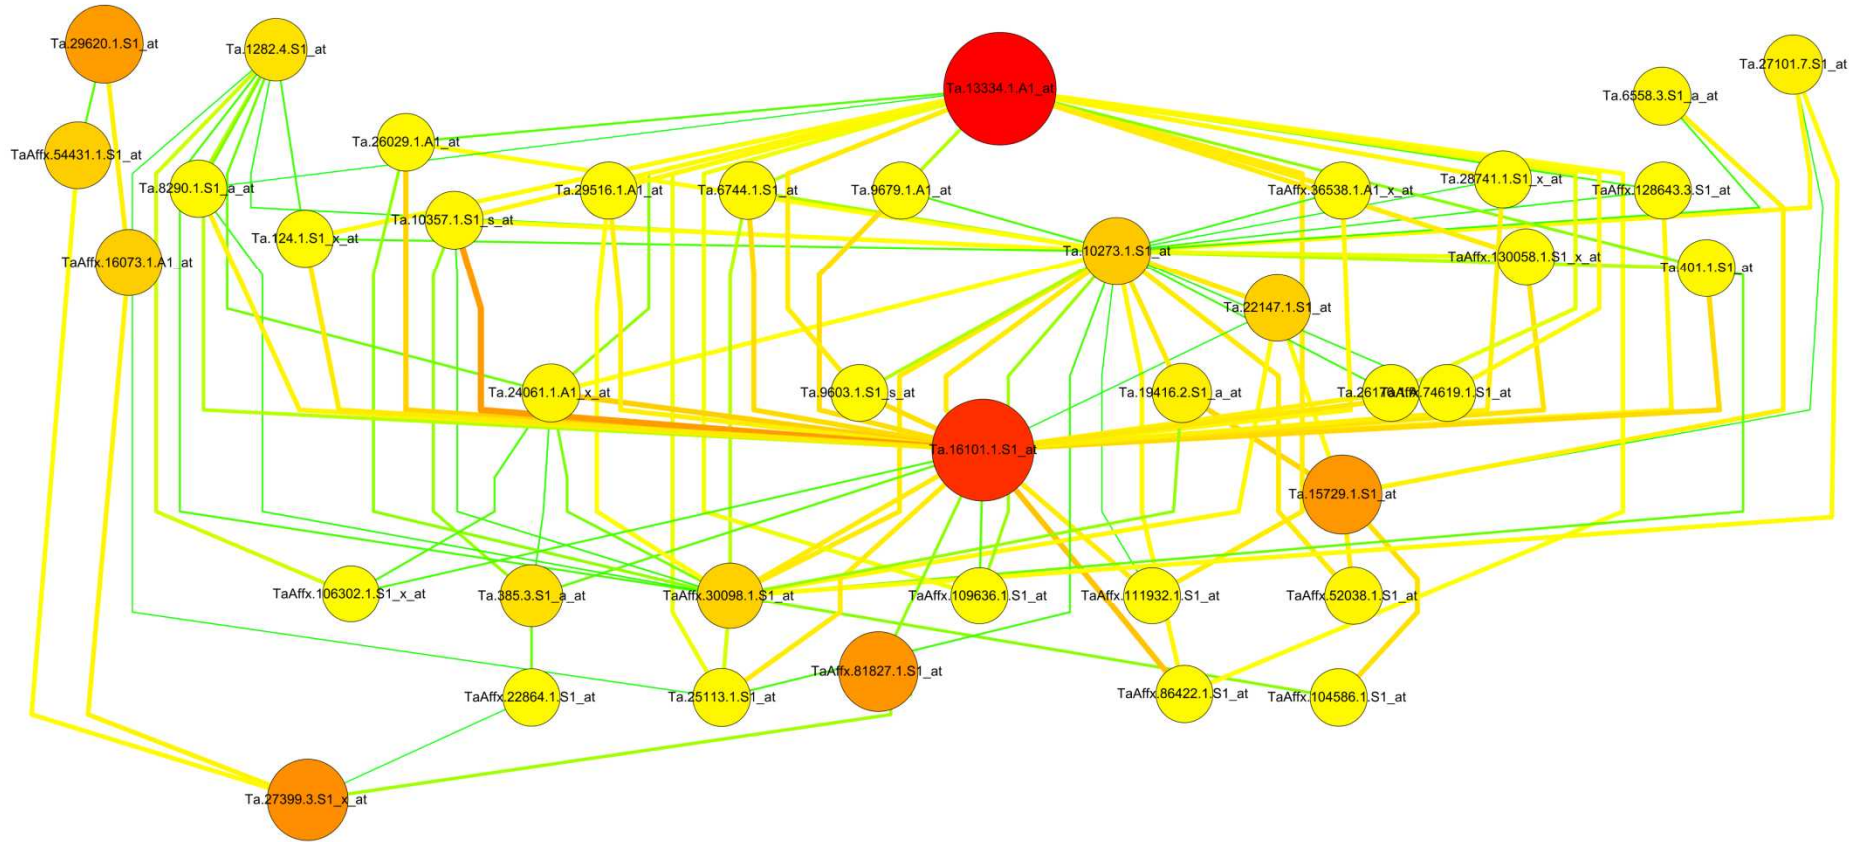 Ta.29620.1.S1_at
Ta.1282.4.S1_at
Ta.27101.7.S1_at
Ta.13334.1.A1_at
Ta.6558.3.S1_a_at
Ta.26029.1.A1_at
TaAffx.54431.1.S1_at
Ta.8290.1.S1_a_at
Ta.29516.1.A1_at
Ta.6744.1.S1_at
Ta.9679.1.A1_at
TaAffx.36538.1.A1_x_at
Ta.28741.1.S1_x_at
TaAffx.128643.3.S1_at
Ta.10357.1.S1_s_at
Ta.124.1.S1_x_at
Ta.10273.1.S1_at
TaAffx.130058.1.S1_x_at
TaAffx.16073.1.A1_at
Ta.401.1.S1_at
Ta.22147.1.S1_at
Ta.24061.1.A1_x_at
Ta.9603.1.S1_s_at
Ta.19416.2.S1_a_at
TaAffx.74619.1.S1_at
Ta.16101.1.S1_at
Ta.15729.1.S1_at
TaAffx.106302.1.S1_x_at
Ta.385.3.S1_a_at
TaAffx.30098.1.S1_at
TaAffx.109636.1.S1_at
TaAffx.111932.1.S1_at
TaAffx.52038.1.S1_at
TaAffx.81827.1.S1_at
TaAffx.22864.1.S1_at
Ta.25113.1.S1_at
TaAffx.86422.1.S1_at
TaAffx.104586.1.S1_at
Ta.27399.3.S1_x_at